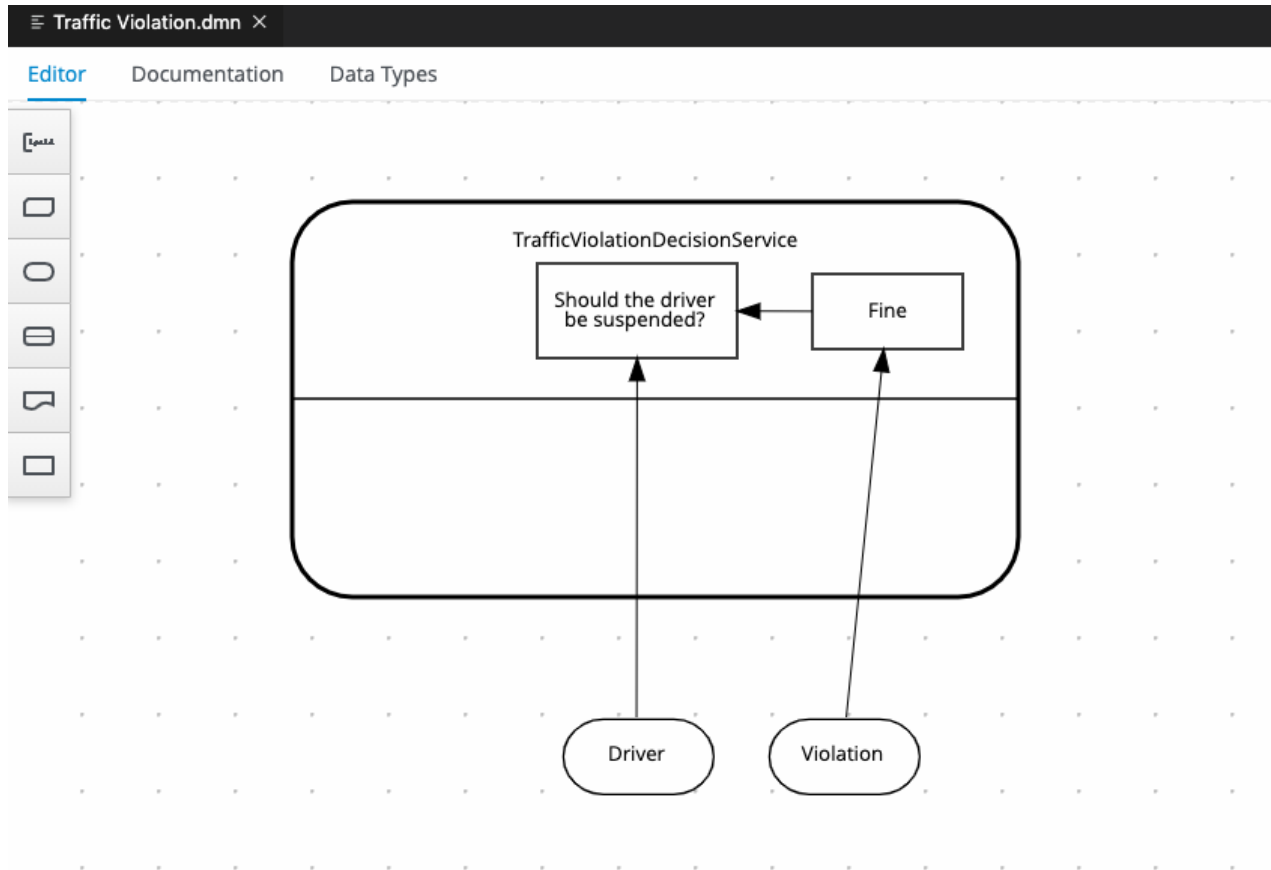 Traffic Violation.dmn
Editor Documentation Data Types
TrafficViolationDecisionService
Should the driver
be suspended?
Fine
Driver
Violation